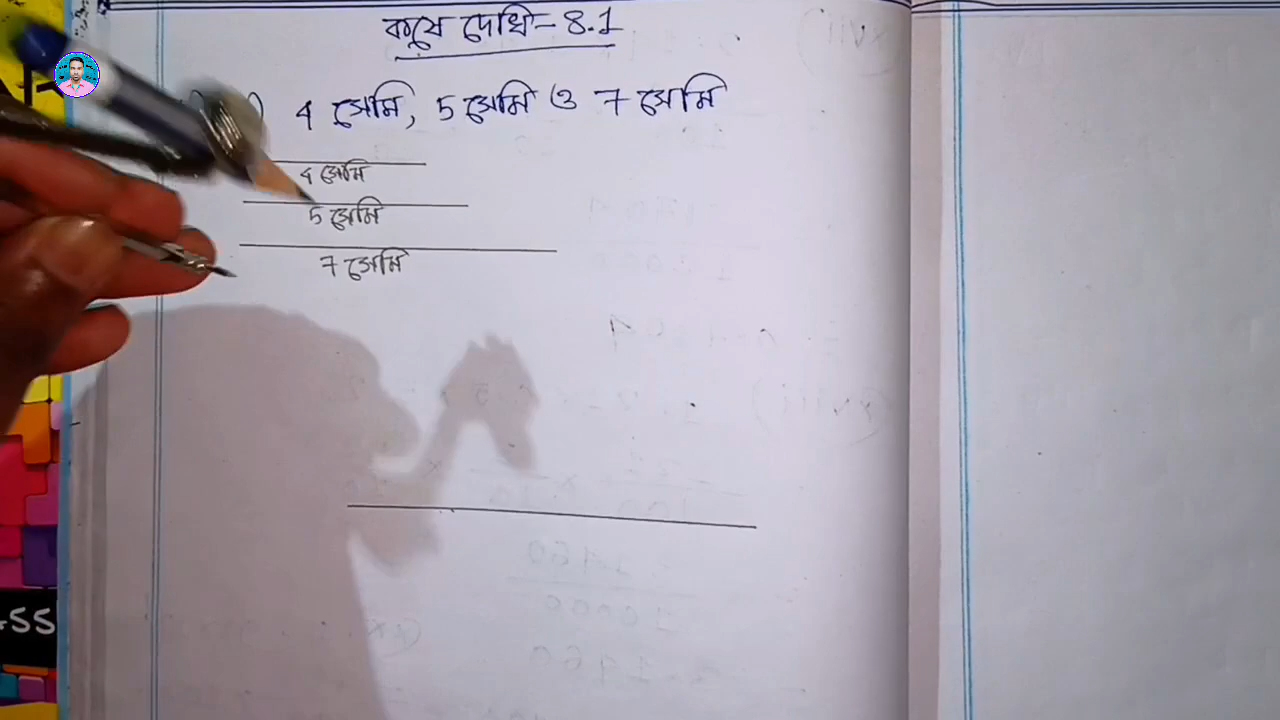 কষে দেখি - 8.1
) 4 সেমি, 5 সেমি ও 7 সেমি
4 সেমি
5 সেমি
7 সেমি